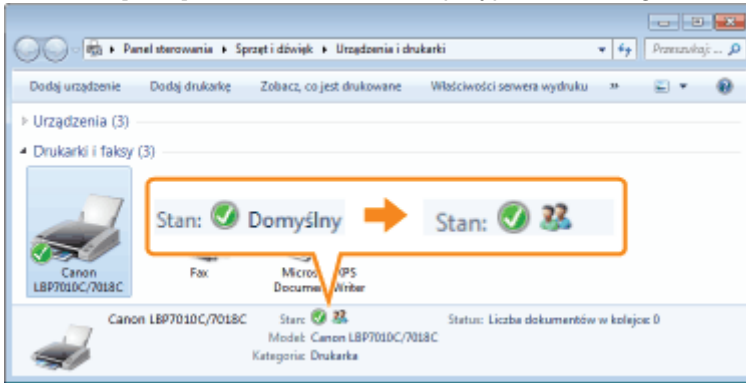 Panel sterowania ▸ Sprzęt i dźwięk ▸ Urządzenia i drukarki
Przeszukaj: ...
Dodaj urządzenie Dodaj drukarkę Zobacz, co jest drukowane Właściwości serwera wydruku »
Urządzenia (3)
Drukarki i faksy (3)
Stan: Domyślny Stan:
Canon LBP7010C/7018C
Fax
Document Writer
Canon LBP7010C/7018C Stan: Status: Liczba dokumentów w kolejce: 0
Model: Canon LBP7010C/7018C
Kategoria: Drukarka